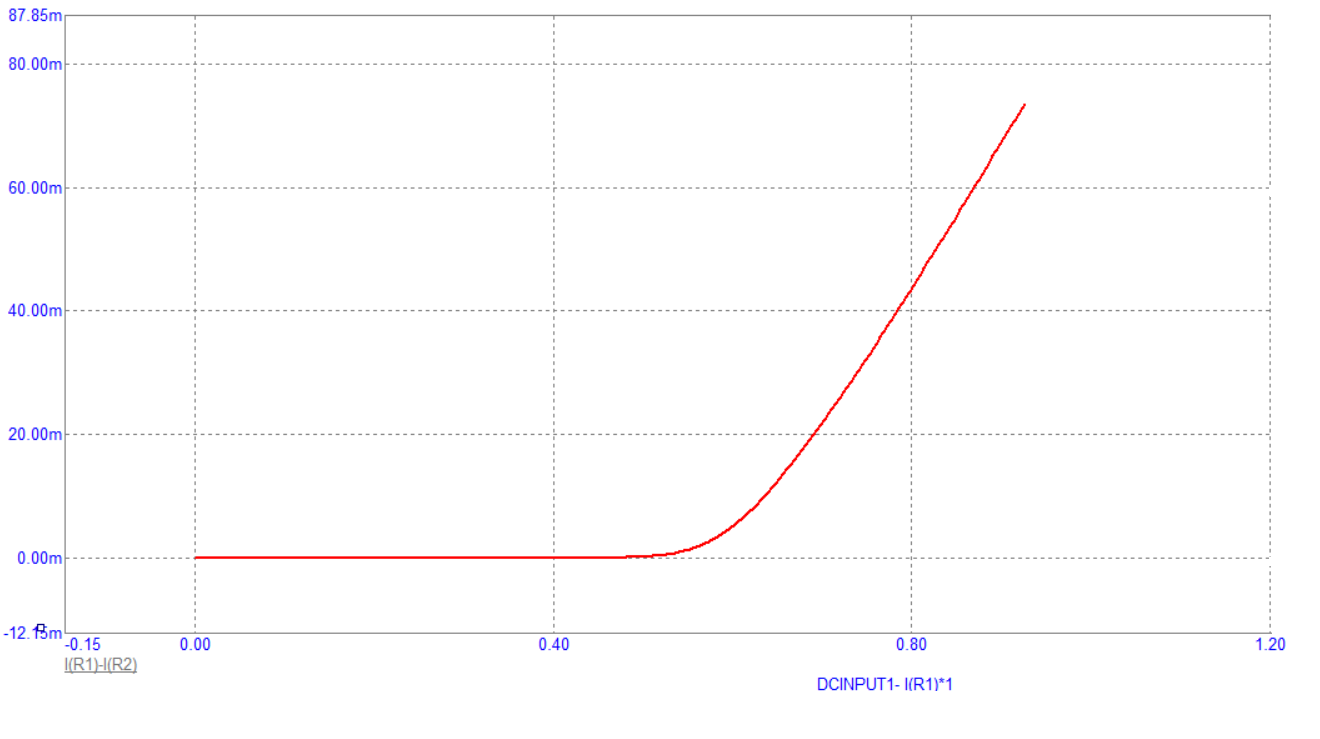 87.85m
80.00m
60.00m
40.00m
20.00m
0.00m
-12.15m
-0.15 0.00 0.40 0.80 1.20
I(R1)-I(R2)
DCINPUT1- I(R1)*1